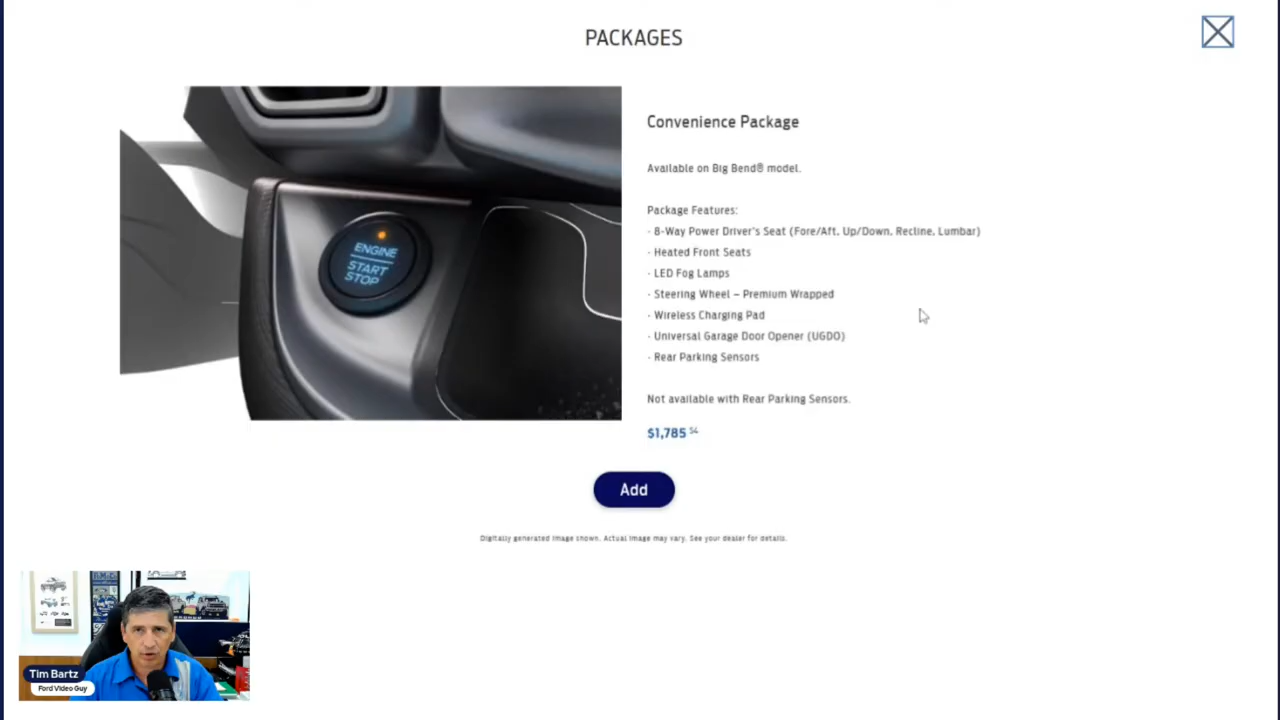 PACKAGES
ENGINE
START
STOP
Convenience Package
Available on Big Bend® model.
Package Features:
· 8-Way Power Driver's Seat (Fore/Aft, Up/Down, Recline, Lumbar)
· Heated Front Seats
· LED Fog Lamps
· Steering Wheel – Premium Wrapped
· Wireless Charging Pad
· Universal Garage Door Opener (UGDO)
· Rear Parking Sensors
Not available with Rear Parking Sensors.
$1,785 54
Add
Digitally generated image shown. Actual image may vary. See your dealer for details.
Tim Bartz
Ford Video Guy